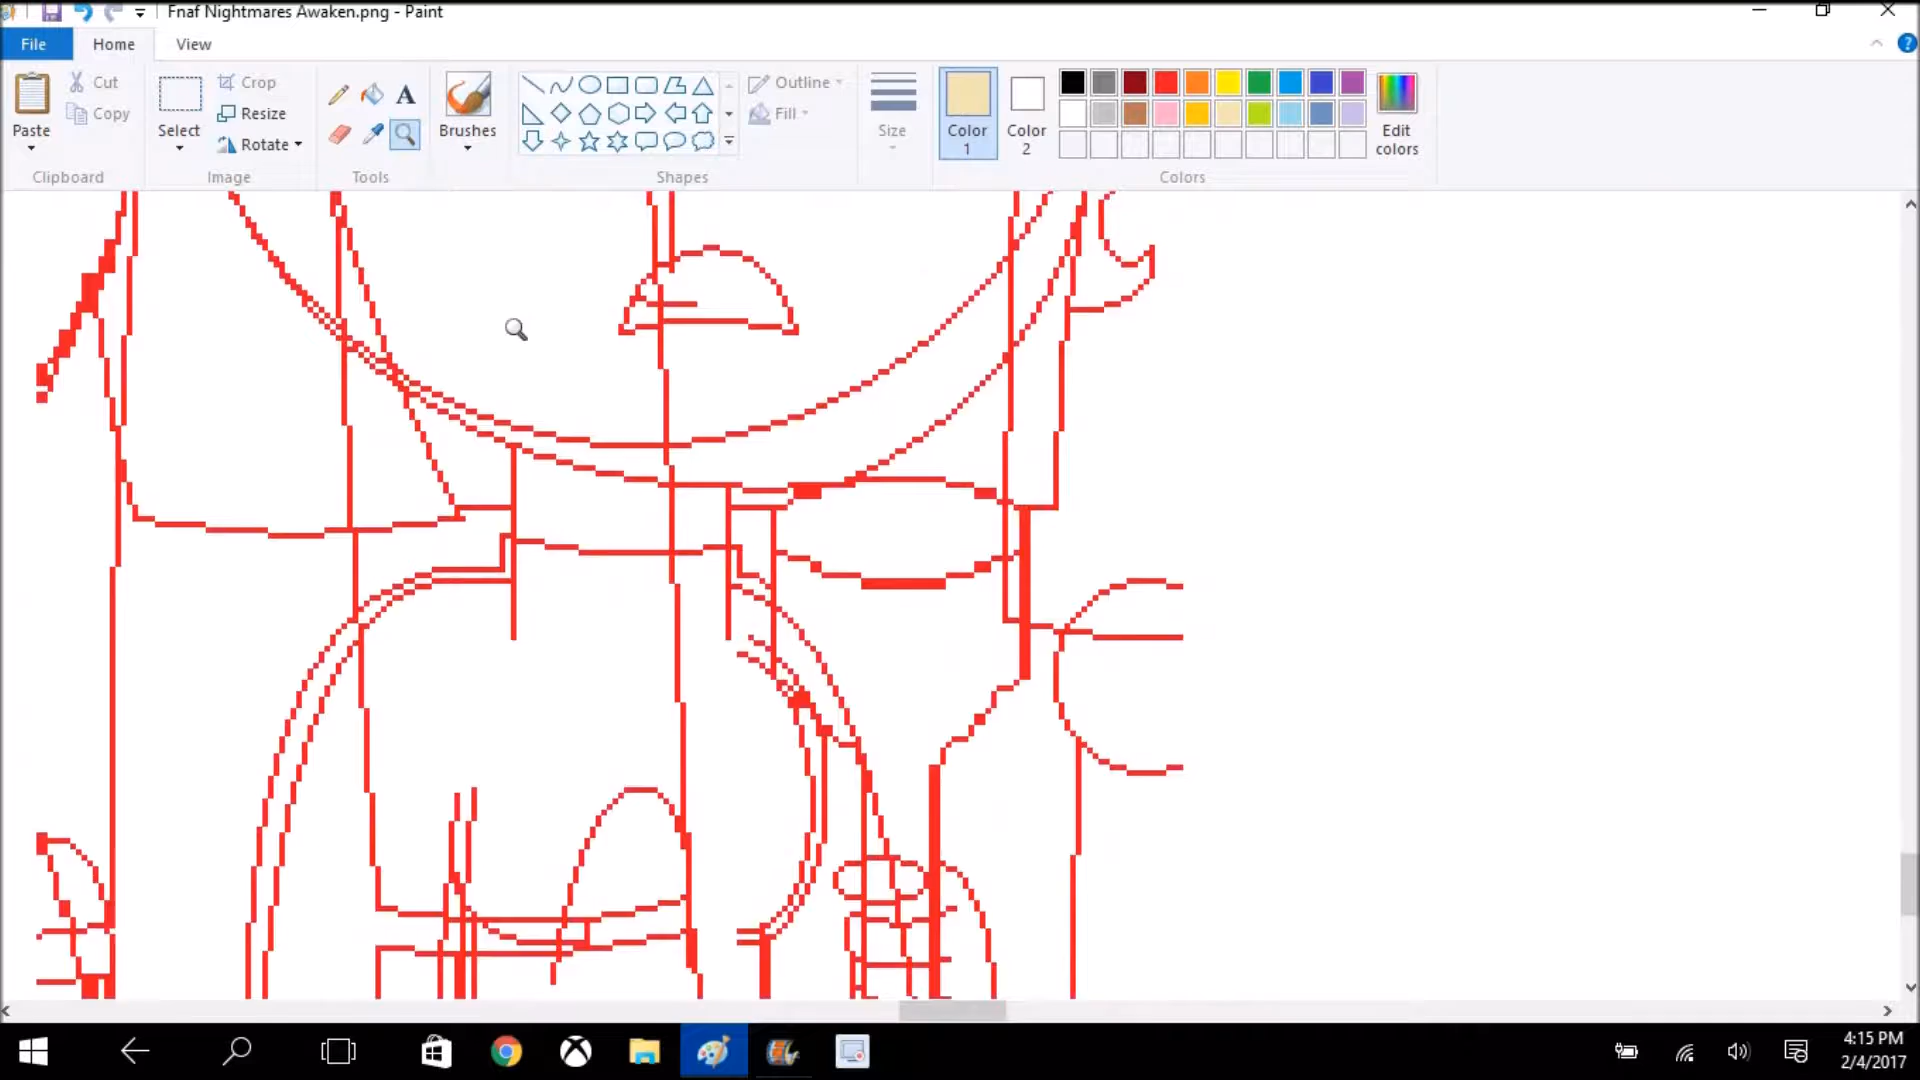 Fnaf Nightmares Awaken.png - Paint
File Home View
Paste
Cut
Copy
Clipboard
Select
Crop
Resize
Rotate
Image
A
Tools
Brushes
Shapes
Outline
Fill
Size
Color 1
Color 2
Edit colors
Colors
4:15 PM
2/4/2017